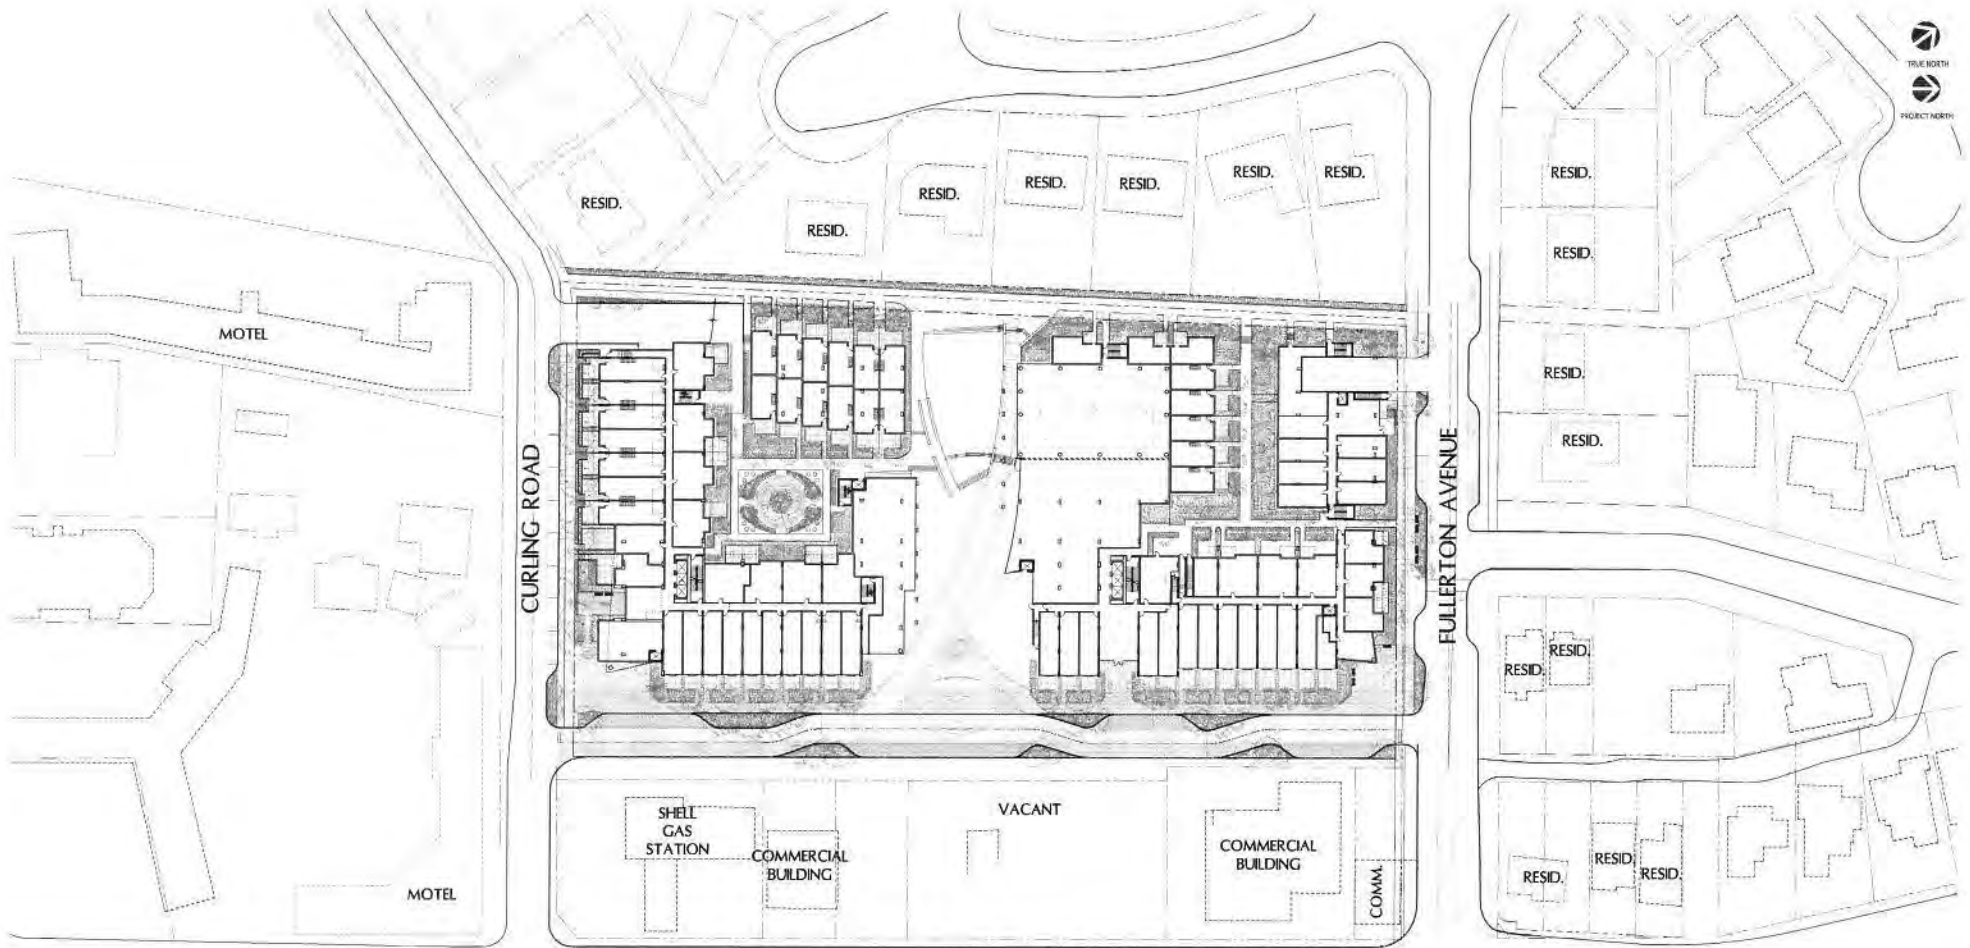 TRUE NORTH
PROJECT NORTH
RESID.
RESID.
RESID.
RESID.
RESID.
RESID.
RESID.
RESID.
RESID.
RESID.
RESID.
MOTEL
CURLING ROAD
FULLERTON AVENUE
RESID.
RESID.
SHELL
GAS
STATION
COMMERCIAL
BUILDING
VACANT
COMMERCIAL
BUILDING
COMM.
MOTEL
RESID.
RESID.
RESID.